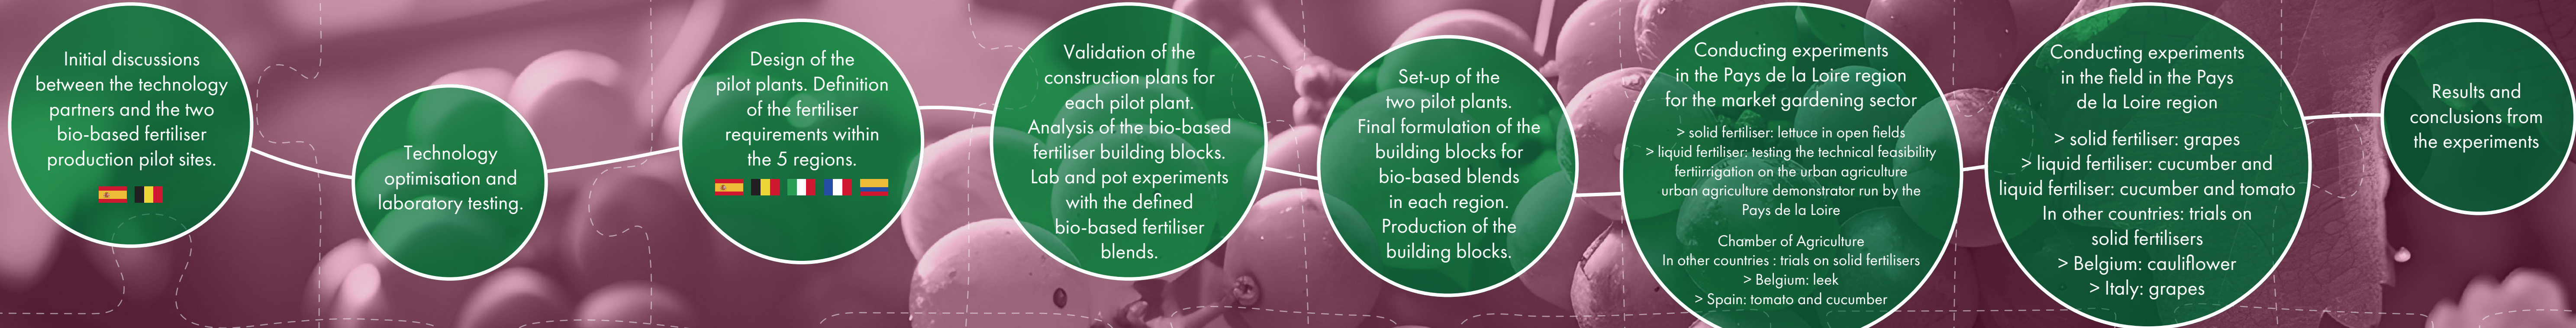 Initial discussions
between the technology
partners and the two
bio-based fertiliser
production pilot sites.
Technology
optimisation and
laboratory testing.
Design of the
pilot plants. Definition
of the fertiliser
requirements within
the 5 regions.
Validation of the
construction plans for
each pilot plant.
Analysis of the bio-based
fertiliser building blocks.
Lab and pot experiments
with the defined
bio-based fertiliser
blends.
Set-up of the
two pilot plants.
Final formulation of the
building blocks for
bio-based blends
in each region.
Production of the
building blocks.
Conducting experiments
in the Pays de la Loire region
for the market gardening sector
> solid fertiliser: lettuce in open fields
> liquid fertiliser: testing the technical feasibility
fertiirrigation on the urban agriculture
urban agriculture demonstrator run by the
Pays de la Loire
Chamber of Agriculture
In other countries : trials on solid fertilisers
> Belgium: leek
> Spain: tomato and cucumber
Conducting experiments
in the field in the Pays
de la Loire region
> solid fertiliser: grapes
> liquid fertiliser: cucumber and
liquid fertiliser: cucumber and tomato
In other countries: trials on
solid fertilisers
> Belgium: cauliflower
> Italy: grapes
Results and
conclusions from
the experiments